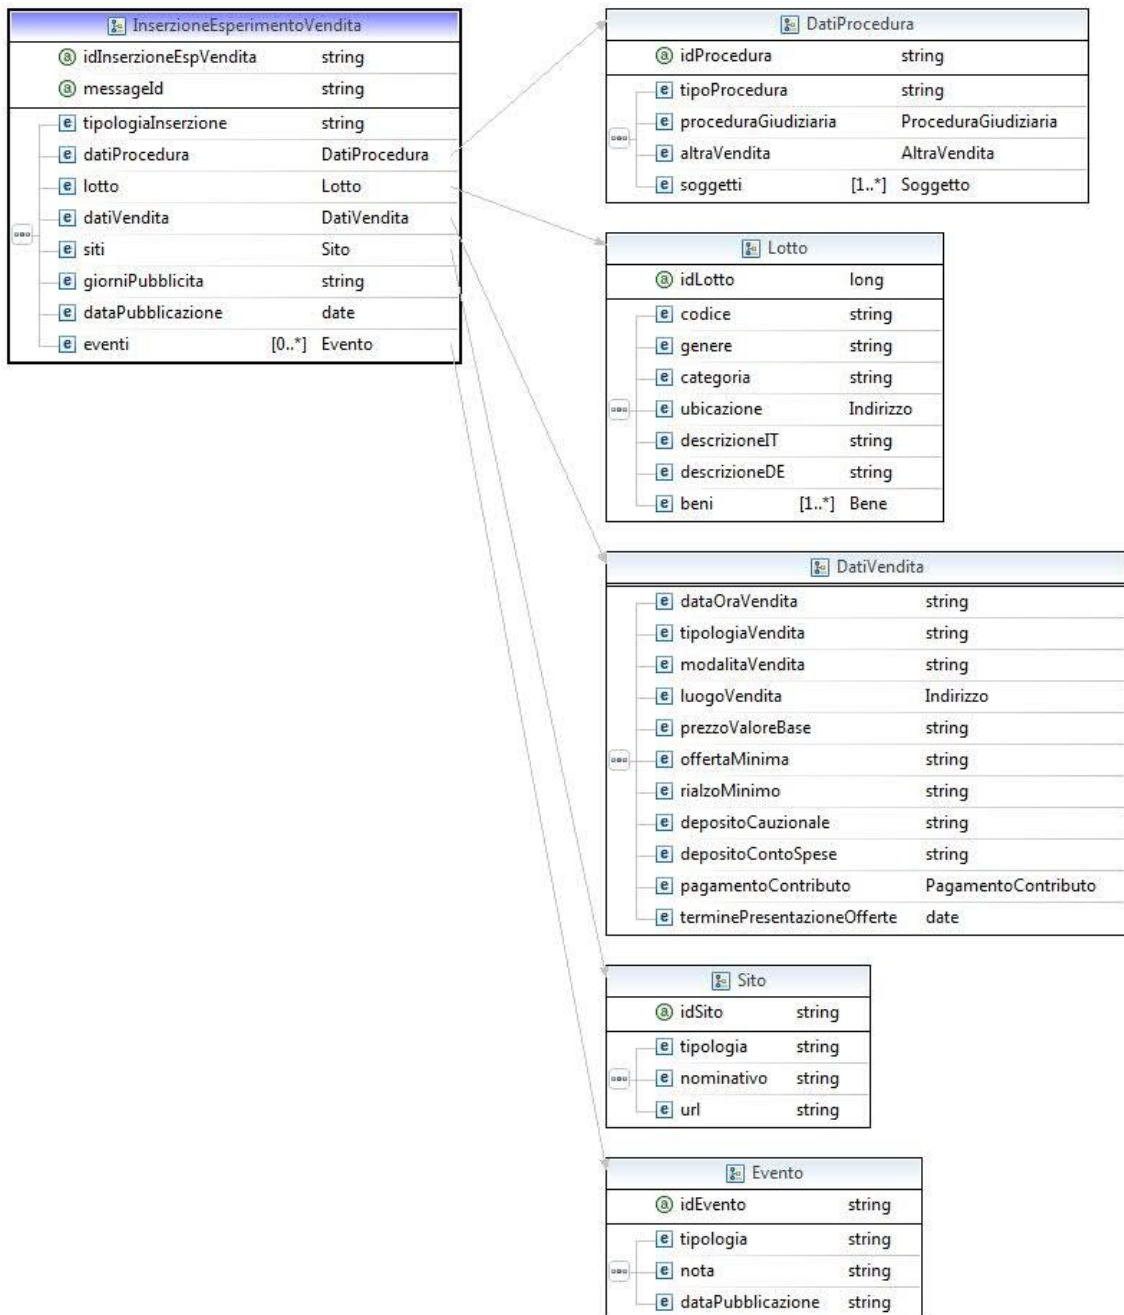 InserzioneEsperimentoVendita
idInserzioneEspVendita string
messageId string
tipologiaInserzione string
datiProcedura DatiProcedura
lotto Lotto
datiVendita DatiVendita
siti Sito
giorniPubblicita string
dataPubblicazione date
eventi [0..*] Evento
DatiProcedura
idProcedura string
tipoProcedura string
proceduraGiudiziaria ProceduraGiudiziaria
altraVendita AltraVendita
soggetti [1..*] Soggetto
Lotto
idLotto long
codice string
genere string
categoria string
ubicazione Indirizzo
descrizioneIT string
descrizioneDE string
beni [1..*] Bene
DatiVendita
dataOraVendita string
tipologiaVendita string
modalitaVendita string
luogoVendita Indirizzo
prezzoValoreBase string
offertaMinima string
rialzoMinimo string
depositoCauzionale string
depositoContoSpese string
pagamentoContributo PagamentoContributo
terminePresentazioneOfferte date
Sito
idSito string
tipologia string
nominativo string
url string
Evento
idEvento string
tipologia string
nota string
dataPubblicazione string